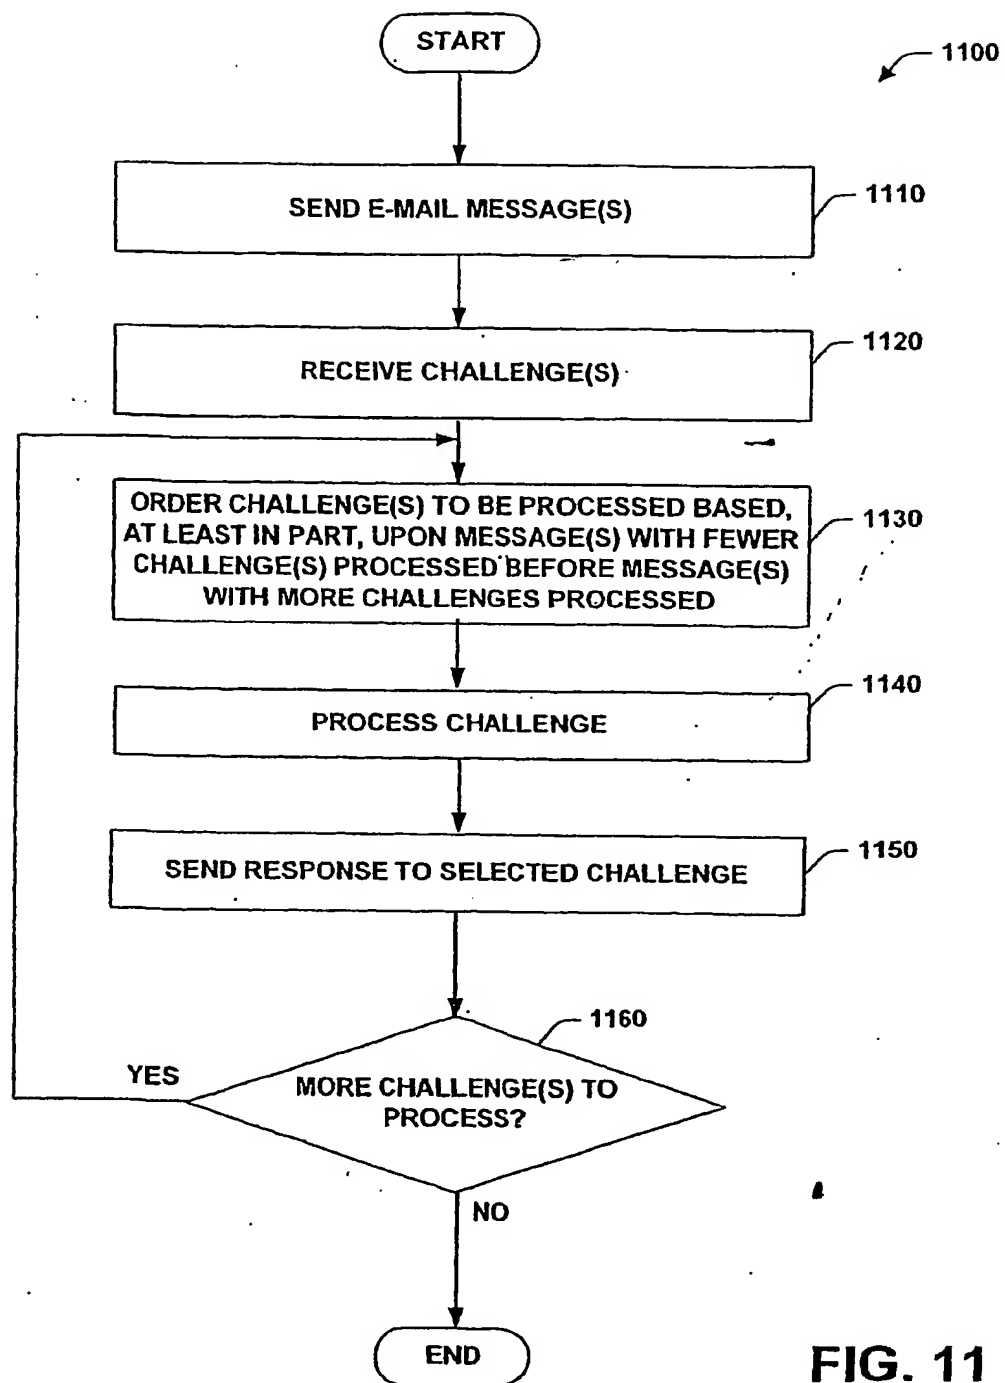 START
1100
SEND E-MAIL MESSAGE(S)
1110
RECEIVE CHALLENGE(S)
1120
ORDER CHALLENGE(S) TO BE PROCESSED BASED,
AT LEAST IN PART, UPON MESSAGE(S) WITH FEWER
CHALLENGE(S) PROCESSED BEFORE MESSAGE(S)
WITH MORE CHALLENGES PROCESSED
1130
PROCESS CHALLENGE
1140
SEND RESPONSE TO SELECTED CHALLENGE
1150
1160
YES
MORE CHALLENGE(S) TO
PROCESS?
NO
END
FIG. 11